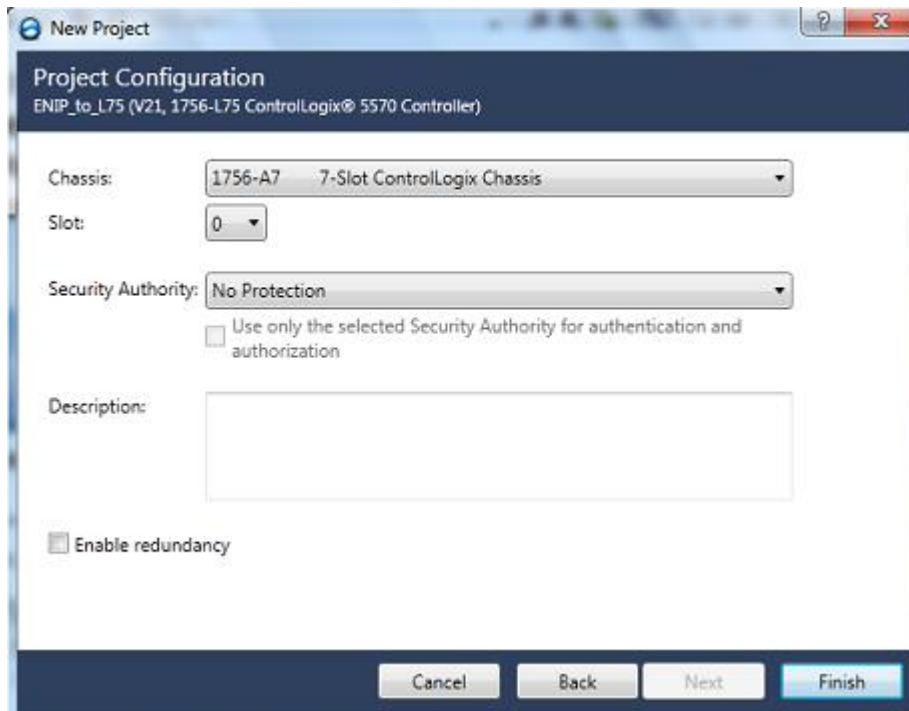 New Project
Project Configuration
ENIP_to_L75 (V21, 1756-L75 ControlLogix® 5570 Controller)
Chassis: 1756-A7 7-Slot ControlLogix Chassis
Slot: 0
Security Authority: No Protection
Use only the selected Security Authority for authentication and
authorization
Description:
Enable redundancy
Cancel Back Next Finish